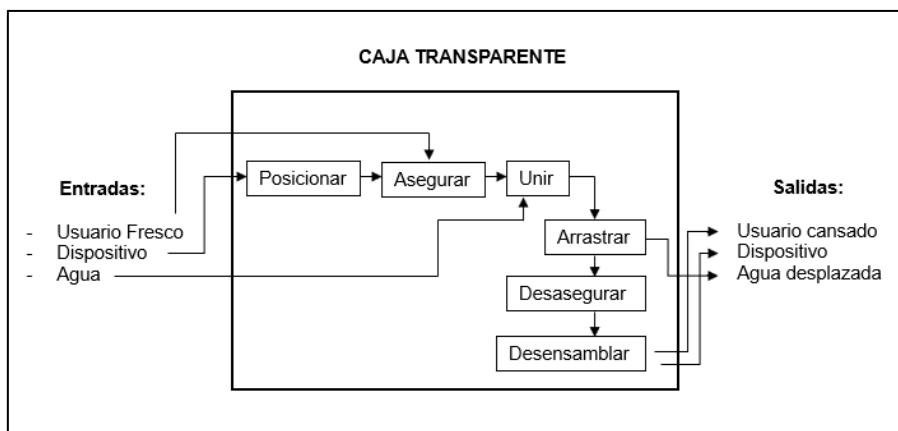 CAJA TRANSPARENTE
Entradas:
- Usuario Fresco
- Dispositivo
- Agua
Posicionar
Asegurar
Unir
Arrastrar
Desasegurar
Desensamblar
Salidas:
Usuario cansado
Dispositivo
Agua desplazada